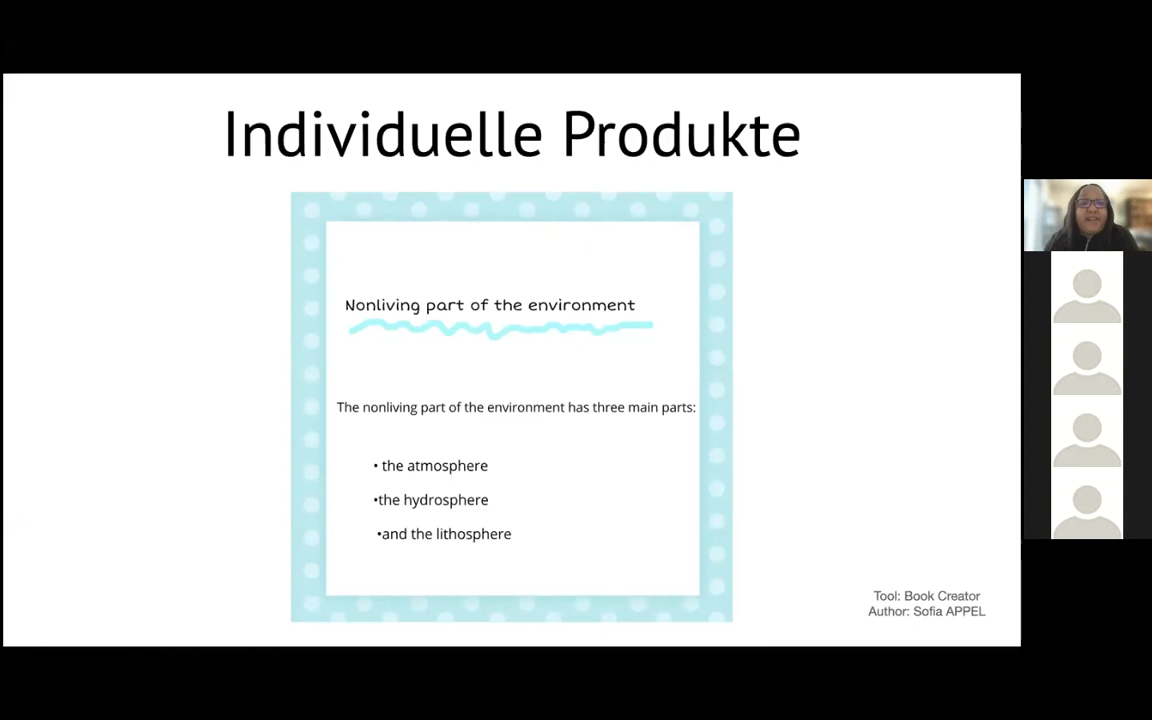 Individuelle Produkte
Nonliving part of the environment
The nonliving part of the environment has three main parts:
• the atmosphere
•the hydrosphere
•and the lithosphere
Tool: Book Creator
Author: Sofia APPEL